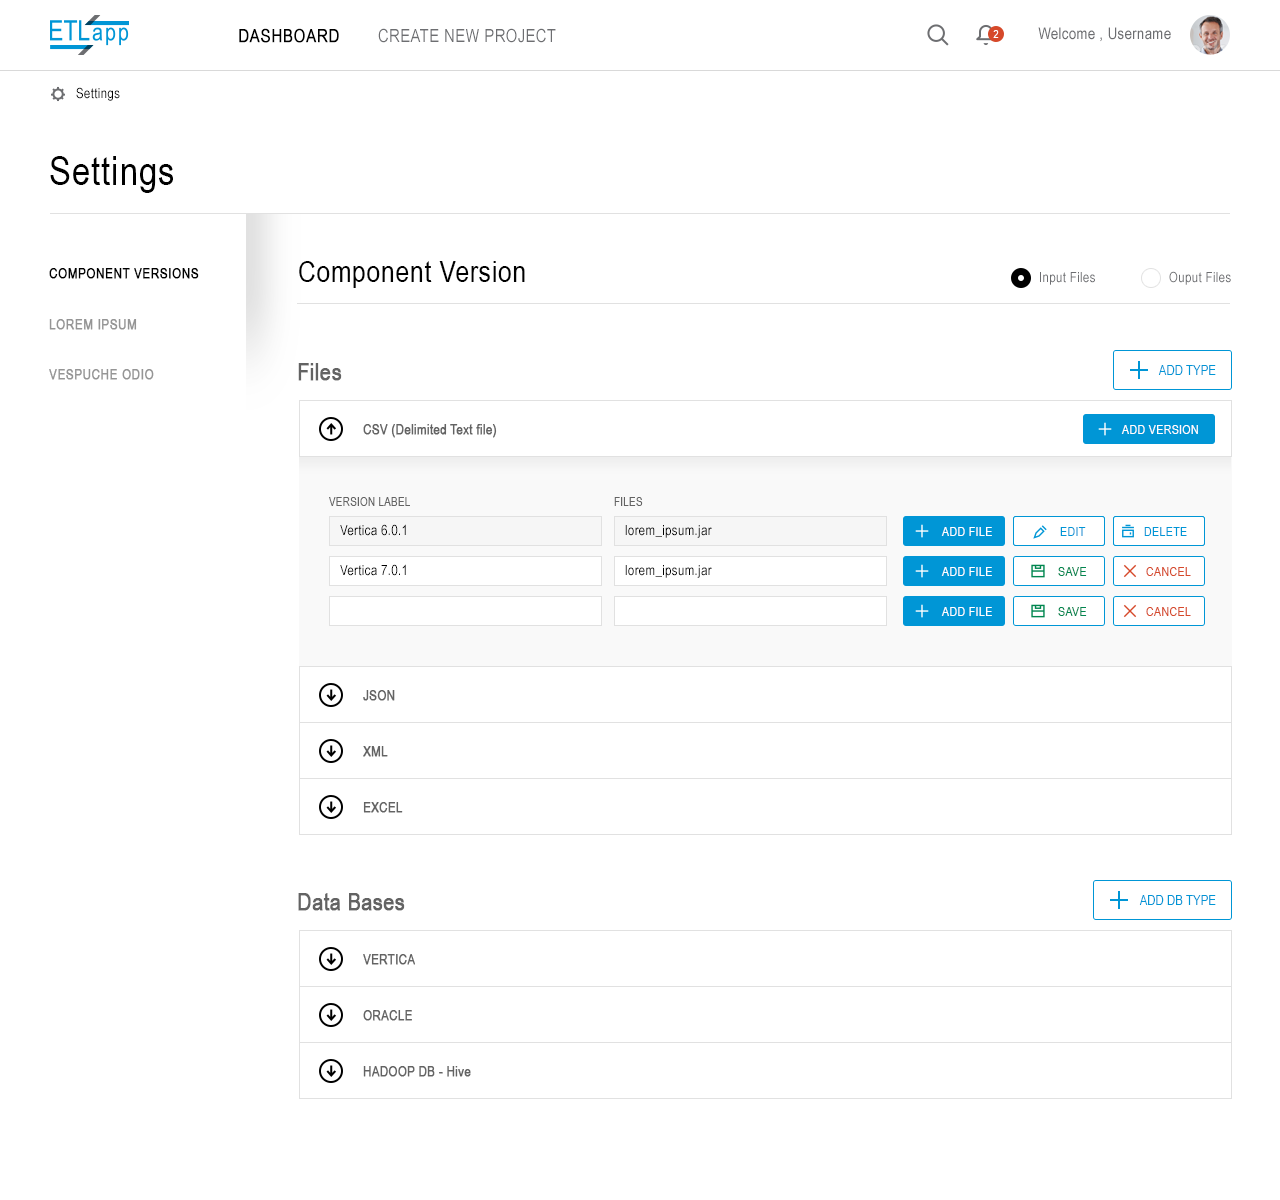 ETLapp
DASHBOARD CREATE NEW PROJECT 2 Welcome , Username
Settings
Settings
COMPONENT VERSIONS
LOREM IPSUM
VESPUCHE ODIO
Component Version Input Files Ouput Files
Files ADD TYPE
CSV (Delimited Text file) ADD VERSION
VERSION LABEL FILES
Vertica 6.0.1 lorem_ipsum.jar ADD FILE EDIT DELETE
Vertica 7.0.1 lorem_ipsum.jar ADD FILE SAVE CANCEL
ADD FILE SAVE CANCEL
JSON
XML
EXCEL
Data Bases ADD DB TYPE
VERTICA
ORACLE
HADOOP DB - Hive